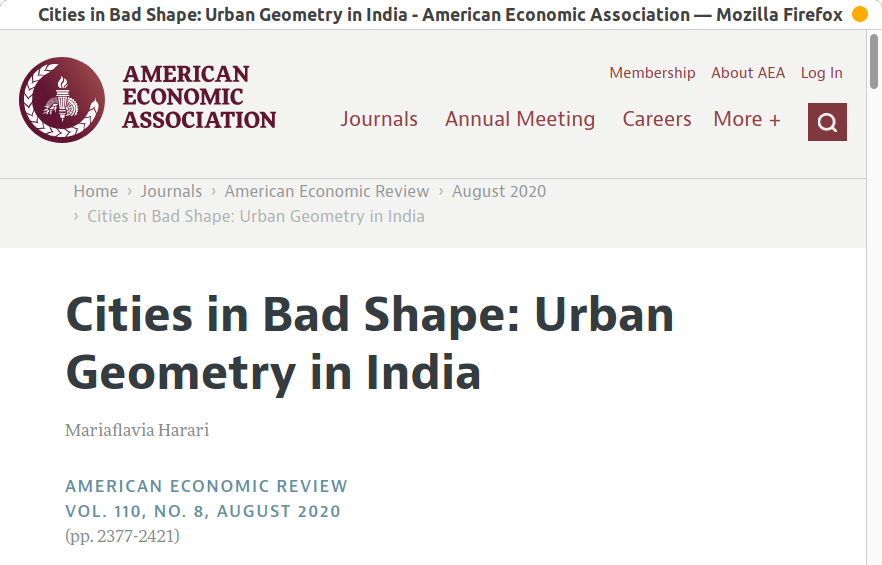 Cities in Bad Shape: Urban Geometry in India - American Economic Association — Mozilla Firefox
AMERICAN
ECONOMIC
ASSOCIATION
Membership About AEA Log In
Journals Annual Meeting Careers More +
Home › Journals › American Economic Review › August 2020
› Cities in Bad Shape: Urban Geometry in India
Cities in Bad Shape: Urban
Geometry in India
Mariaflavia Harari
AMERICAN ECONOMIC REVIEW
VOL. 110, NO. 8, AUGUST 2020
(pp. 2377-2421)